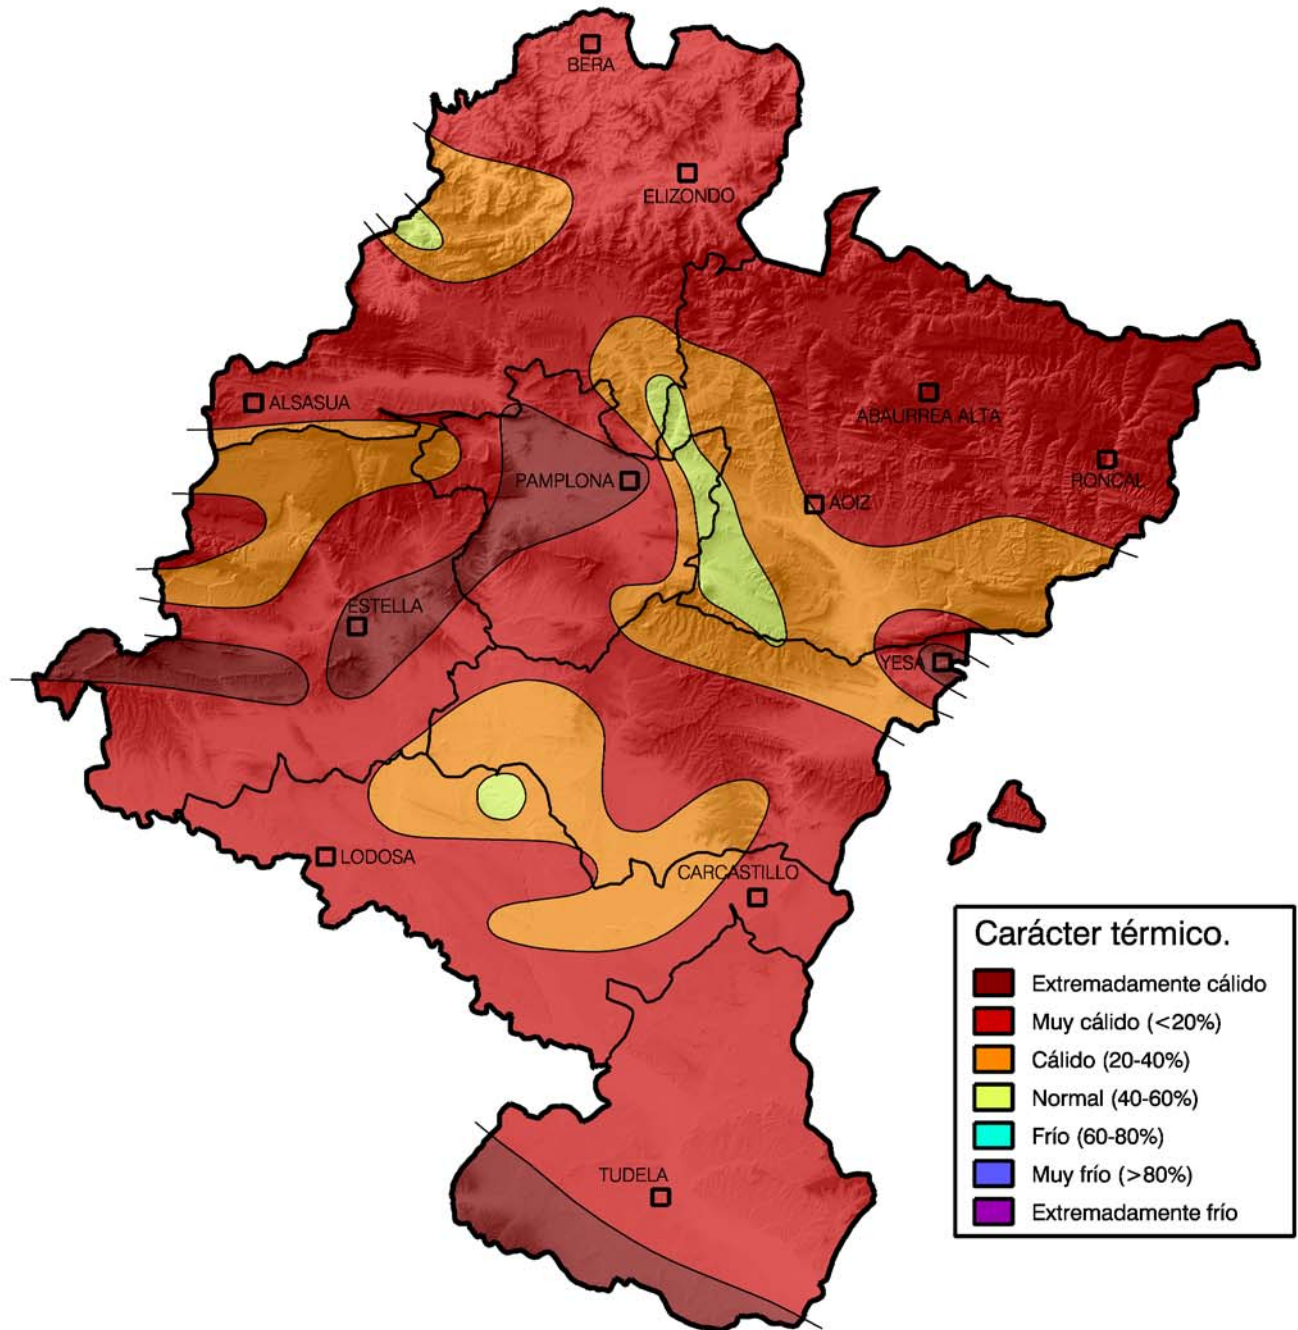 BERA
ELIZONDO
ALSASUA
ABAURREA ALTA
RONCAL
PAMPLONA
AOIZ
ESTELLA
YESA
LODOSA
CARCASTILLO
TUDELA
Carácter térmico.
Extremadamente cálido
Muy cálido (<20%)
Cálido (20-40%)
Normal (40-60%)
Frío (60-80%)
Muy frío (>80%)
Extremadamente frío